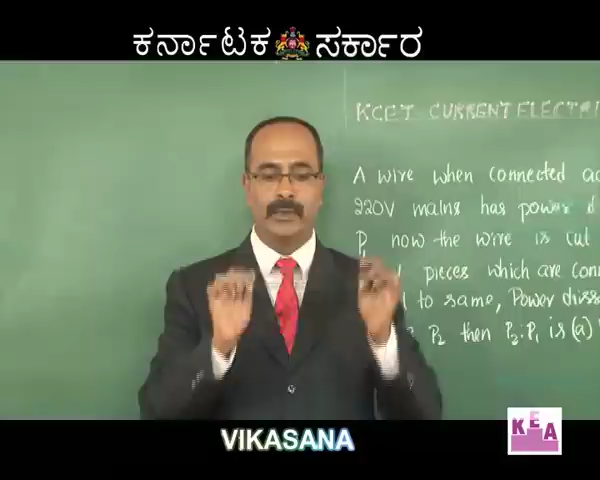 ಕರ್ನಾಟಕ ಸರ್ಕಾರ
KCET CURRENT ELECTRI
A wire when connected ac
220V mains has power d
P₁ now the wire is cut
pieces which are conn
to same, Power diss
P₂ then P₂:P₁ is (a)
VIKASANA
KEA